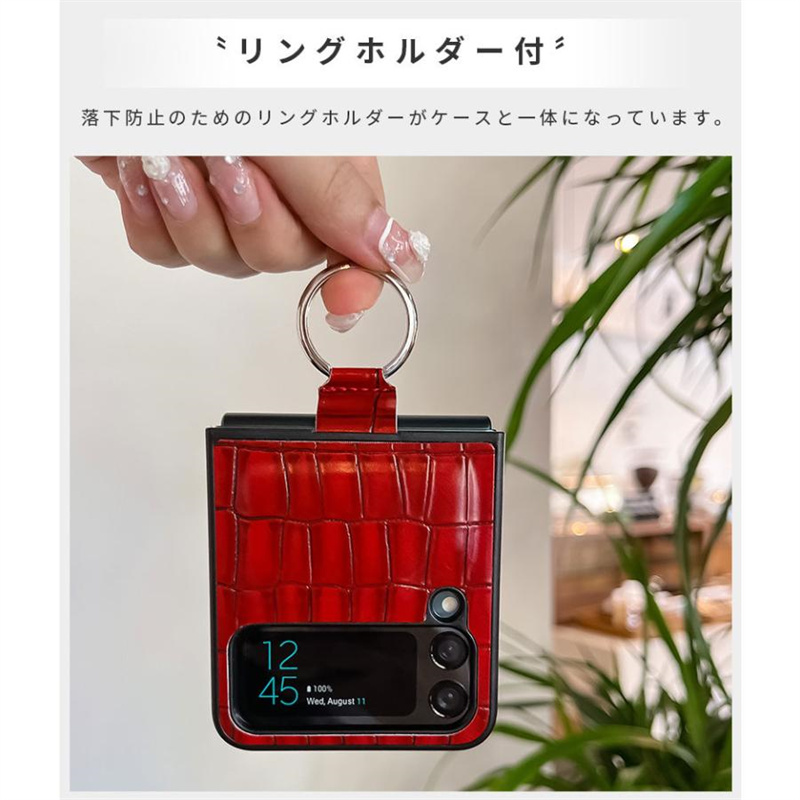 〝リングホルダー付〞
落下防止のためのリングホルダーがケースと一体になっています。
12
45
100%
Wed, August 11